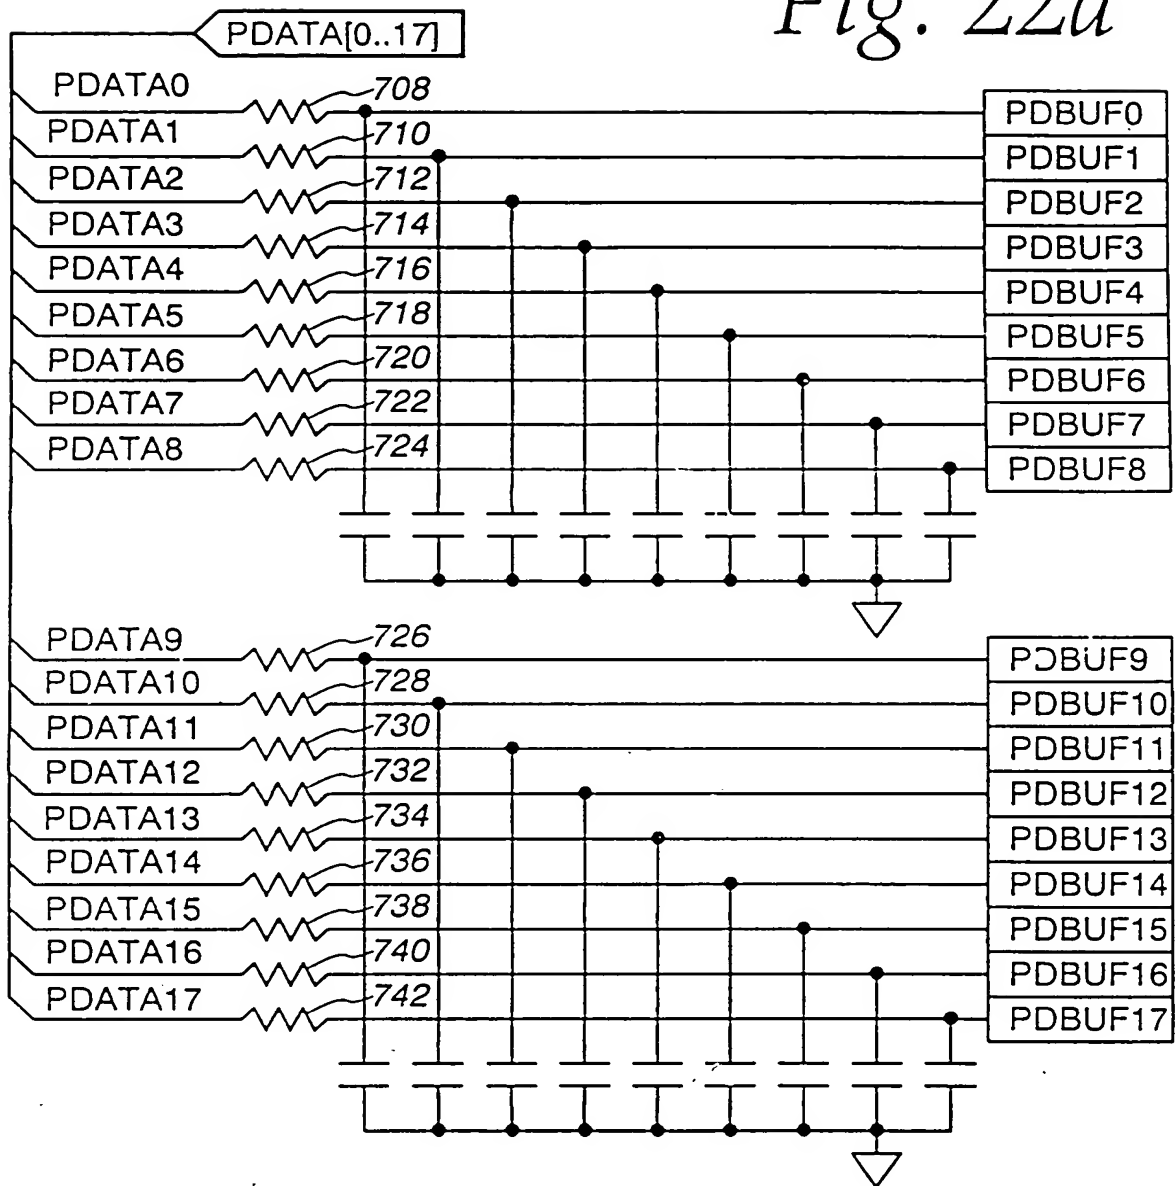 Fig. 22a
PDATA[0..17]
PDATA0 708 PDBUF0
PDATA1 710 PDBUF1
PDATA2 712 PDBUF2
PDATA3 714 PDBUF3
PDATA4 716 PDBUF4
PDATA5 718 PDBUF5
PDATA6 720 PDBUF6
PDATA7 722 PDBUF7
PDATA8 724 PDBUF8
PDATA9 726 PDBUF9
PDATA10 728 PDBUF10
PDATA11 730 PDBUF11
PDATA12 732 PDBUF12
PDATA13 734 PDBUF13
PDATA14 736 PDBUF14
PDATA15 738 PDBUF15
PDATA16 740 PDBUF16
PDATA17 742 PDBUF17